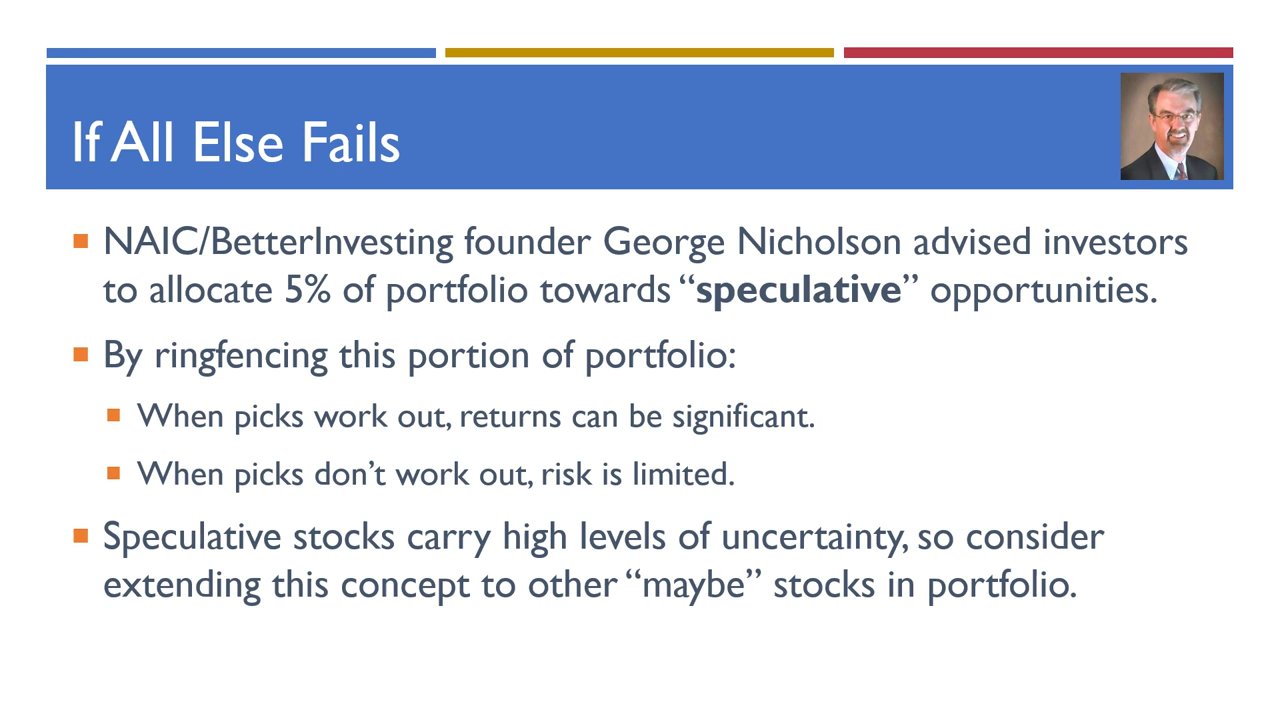 If All Else Fails
NAIC/BetterInvesting founder George Nicholson advised investors
to allocate 5% of portfolio towards “speculative” opportunities.
By ringfencing this portion of portfolio:
When picks work out, returns can be significant.
When picks don’t work out, risk is limited.
Speculative stocks carry high levels of uncertainty, so consider
extending this concept to other “maybe” stocks in portfolio.